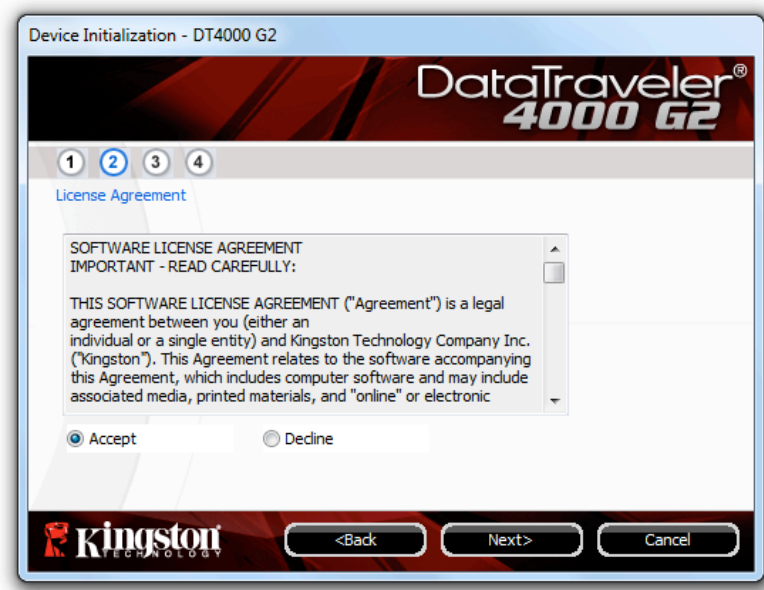 Device Initialization - DT4000 G2
DataTraveler®
4000 G2
1 2 3 4
License Agreement
SOFTWARE LICENSE AGREEMENT
IMPORTANT - READ CAREFULLY:
THIS SOFTWARE LICENSE AGREEMENT ("Agreement") is a legal
agreement between you (either an
individual or a single entity) and Kingston Technology Company Inc.
("Kingston"). This Agreement relates to the software accompanying
this Agreement, which includes computer software and may include
associated media, printed materials, and "online" or electronic
Accept Decline
Kingston
TECHNOLOGY
<Back Next> Cancel